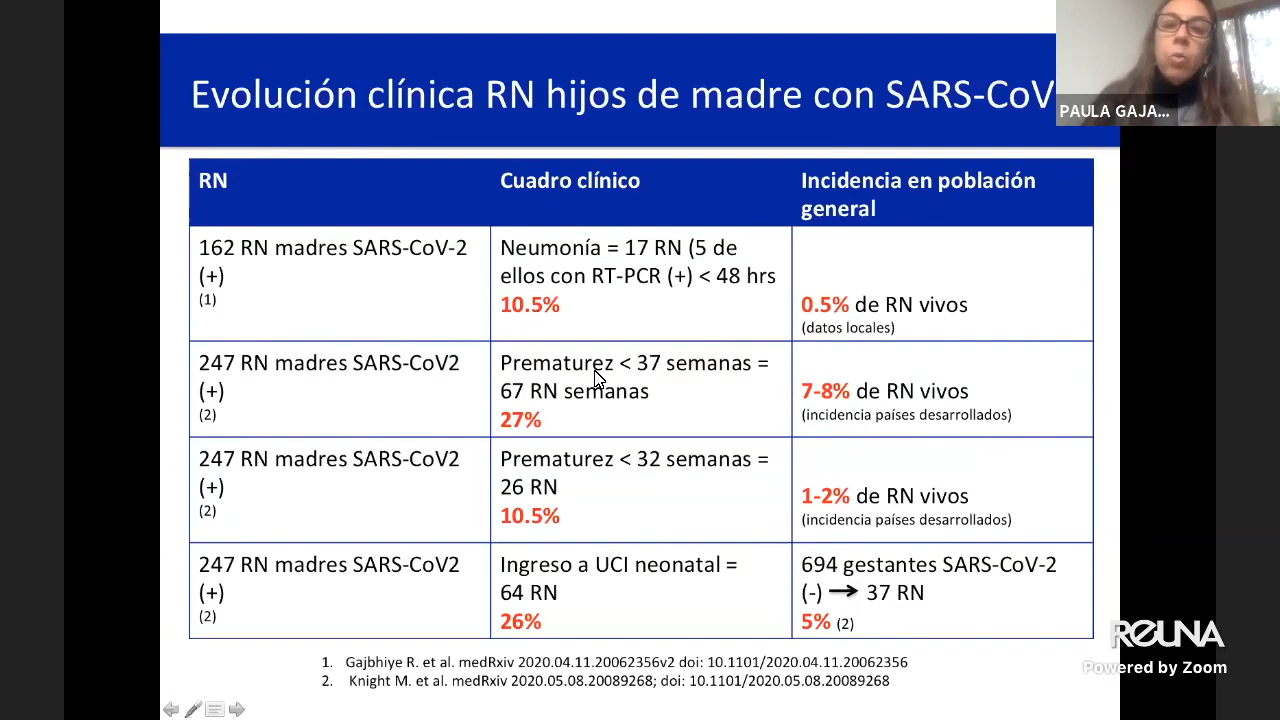 Evolución clínica RN hijos de madre con SARS-CoV
PAULA GAJA...
RN
Cuadro clínico
Incidencia en población
general
162 RN madres SARS-CoV-2
(+)
(1)
Neumonía = 17 RN (5 de
ellos con RT-PCR (+) < 48 hrs
10.5%
0.5% de RN vivos
(datos locales)
247 RN madres SARS-CoV2
(+)
(2)
Prematurez < 37 semanas =
67 RN semanas
27%
7-8% de RN vivos
(incidencia países desarrollados)
247 RN madres SARS-CoV2
(+)
(2)
Prematurez < 32 semanas =
26 RN
10.5%
1-2% de RN vivos
(incidencia países desarrollados)
247 RN madres SARS-CoV2
(+)
(2)
Ingreso a UCI neonatal =
64 RN
26%
694 gestantes SARS-CoV-2
(-) → 37 RN
5% (2)
1. Gajbhiye R. et al. medRxiv 2020.04.11.20062356v2 doi: 10.1101/2020.04.11.20062356
2. Knight M. et al. medRxiv 2020.05.08.20089268; doi: 10.1101/2020.05.08.20089268
REUNA
Powered by Zoom